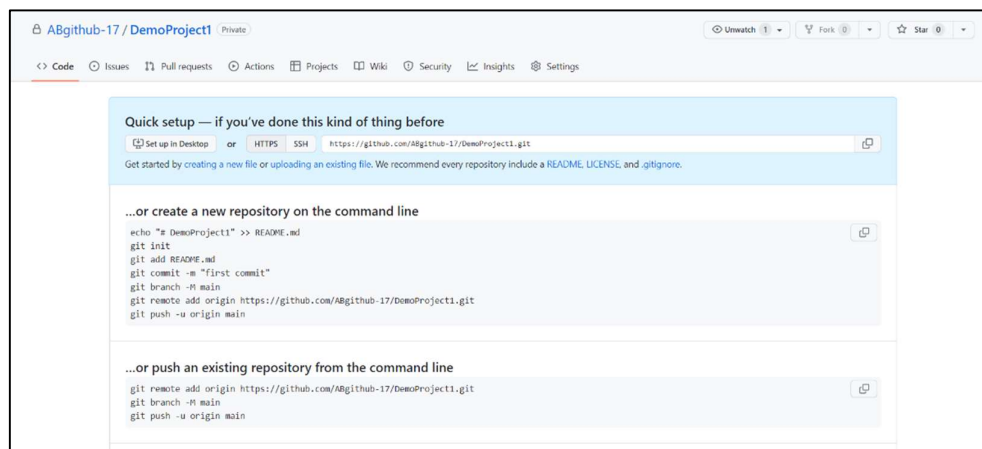 ABgithub-17 / DemoProject1 Private
Unwatch 1 Fork 0 Star 0
<> Code Issues Pull requests Actions Projects Wiki Security Insights Settings
Quick setup — if you've done this kind of thing before
Set up in Desktop or HTTPS SSH https://github.com/ABgithub-17/DemoProject1.git
Get started by creating a new file or uploading an existing file. We recommend every repository include a README, LICENSE, and .gitignore.
...or create a new repository on the command line
echo "# DemoProject1" >> README.md
git init
git add README.md
git commit -m "first commit"
git branch -M main
git remote add origin https://github.com/ABgithub-17/DemoProject1.git
git push -u origin main
...or push an existing repository from the command line
git remote add origin https://github.com/ABgithub-17/DemoProject1.git
git branch -M main
git push -u origin main